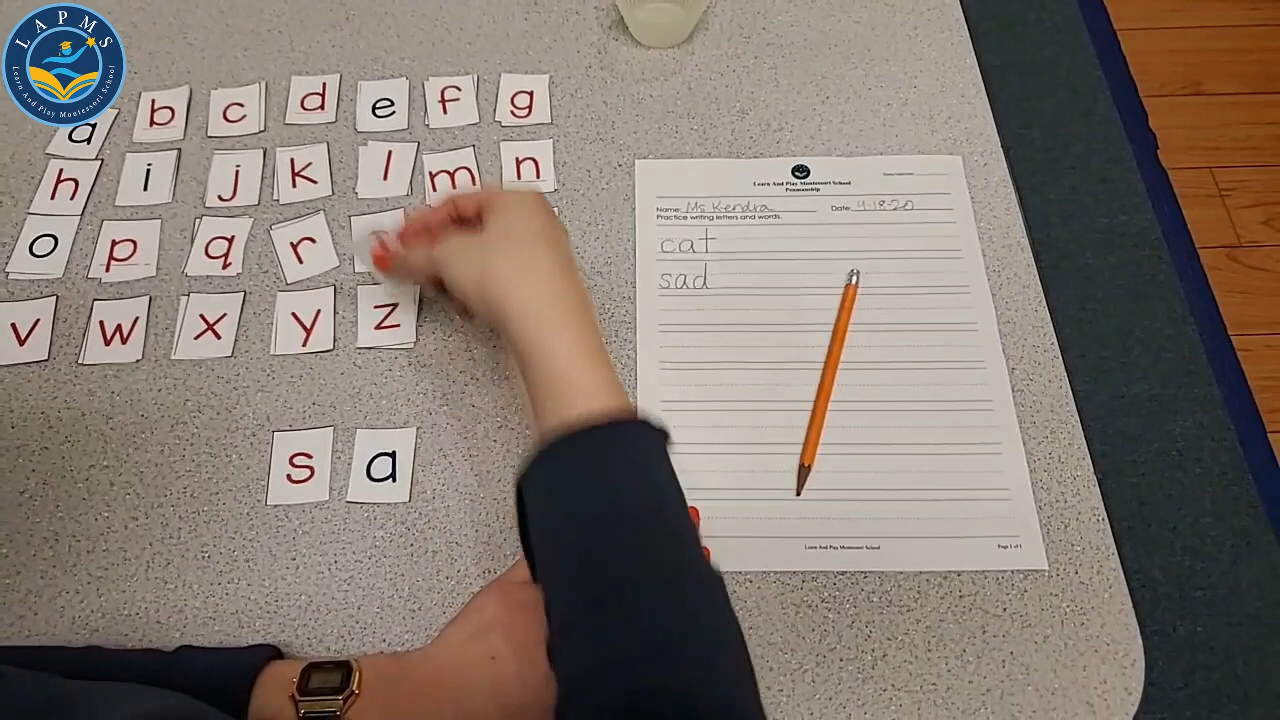 LAPMS
Learn And Play Montessori School
a b c d e f g
h i j k l m n
o p q r
v w x y z
s a
Learn And Play Montessori School
Penmanship
Name: Ms Kendra Date: 4-18-20
Practice writing letters and words.
cat
sad
Learn And Play Montessori School Page 1 of 1